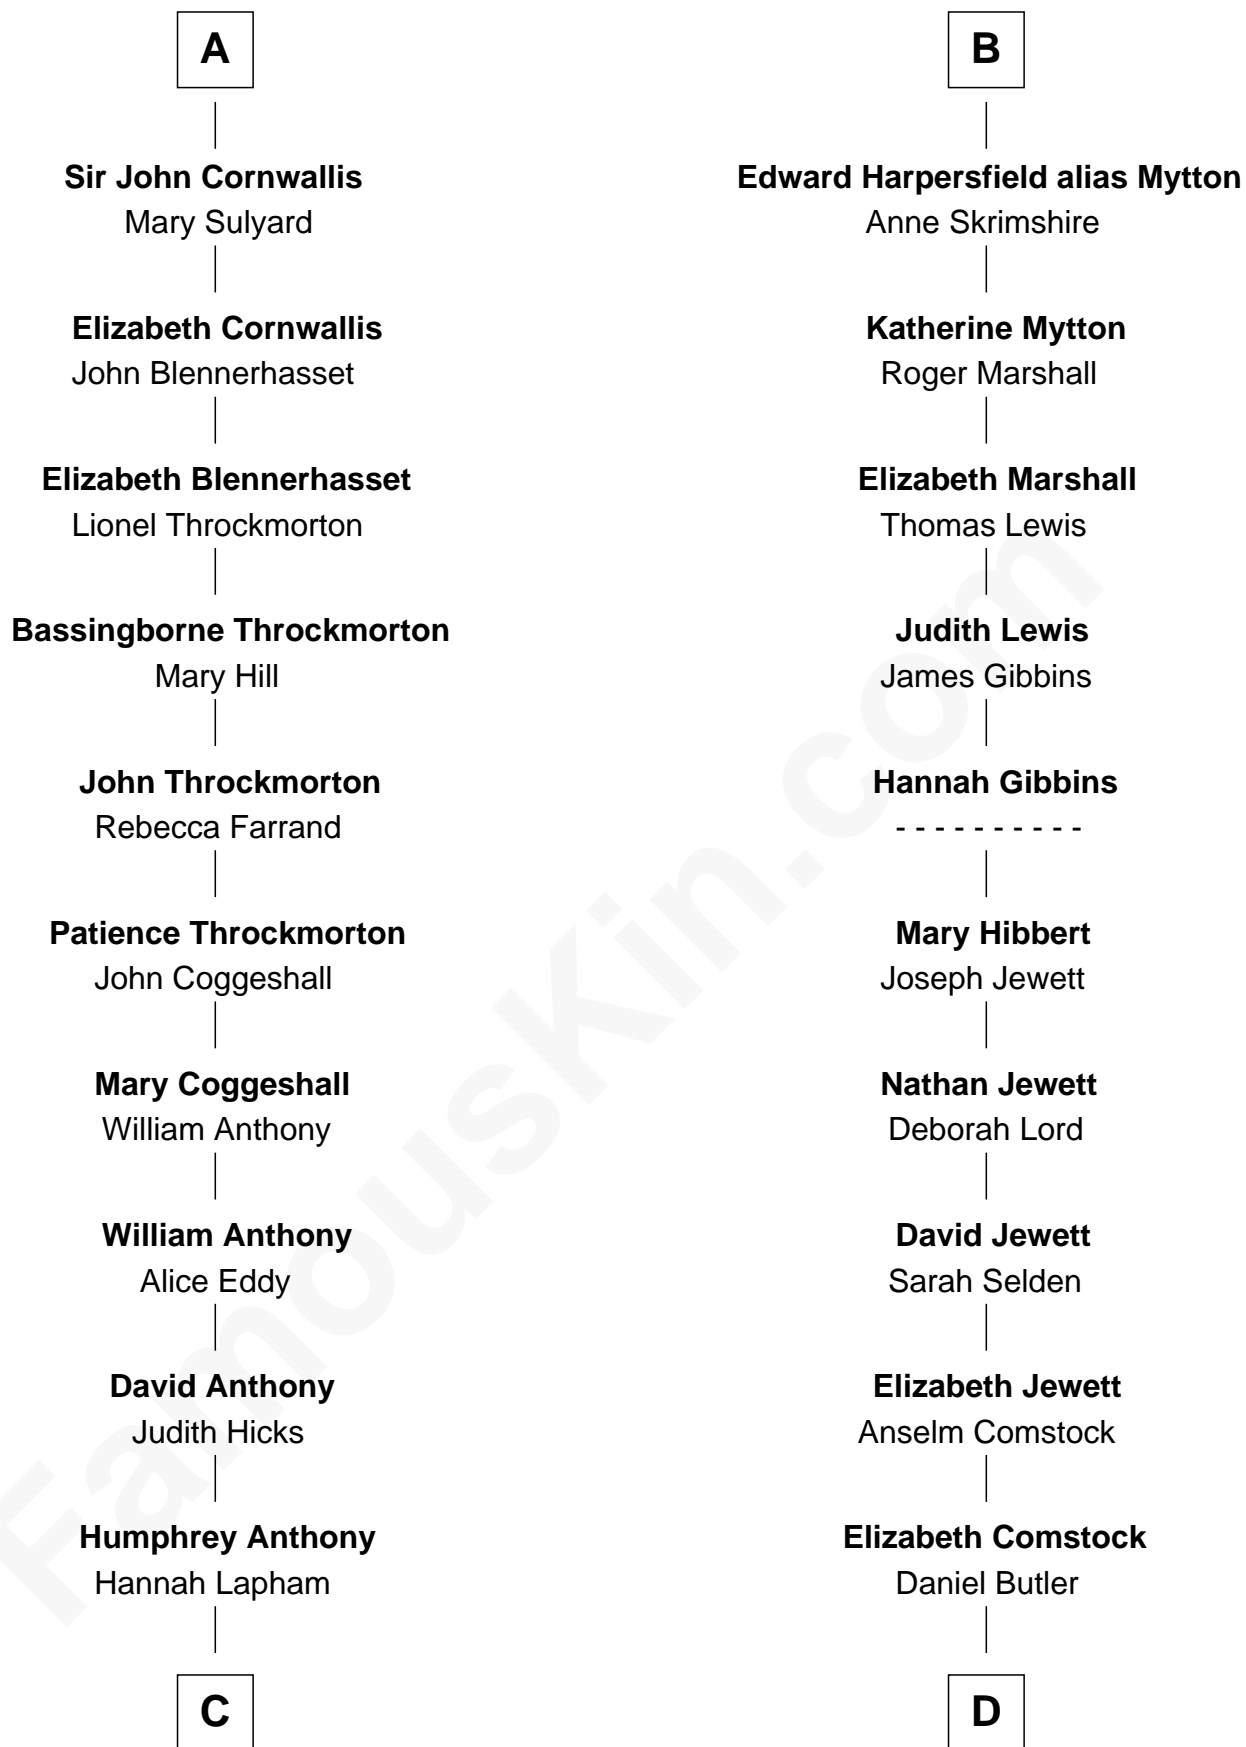 A
Sir John Cornwallis
Mary Sulyard
Elizabeth Cornwallis
John Blennerhasset
Elizabeth Blennerhasset
Lionel Throckmorton
Bassingborne Throckmorton
Mary Hill
John Throckmorton
Rebecca Farrand
Patience Throckmorton
John Coggeshall
Mary Coggeshall
William Anthony
William Anthony
Alice Eddy
David Anthony
Judith Hicks
Humphrey Anthony
Hannah Lapham
C
B
Edward Harpersfield alias Mytton
Anne Skrimshire
Katherine Mytton
Roger Marshall
Elizabeth Marshall
Thomas Lewis
Judith Lewis
James Gibbins
Hannah Gibbins
- - - - - - - - - -
Mary Hibbert
Joseph Jewett
Nathan Jewett
Deborah Lord
David Jewett
Sarah Selden
Elizabeth Jewett
Anselm Comstock
Elizabeth Comstock
Daniel Butler
D
FamousKin.com